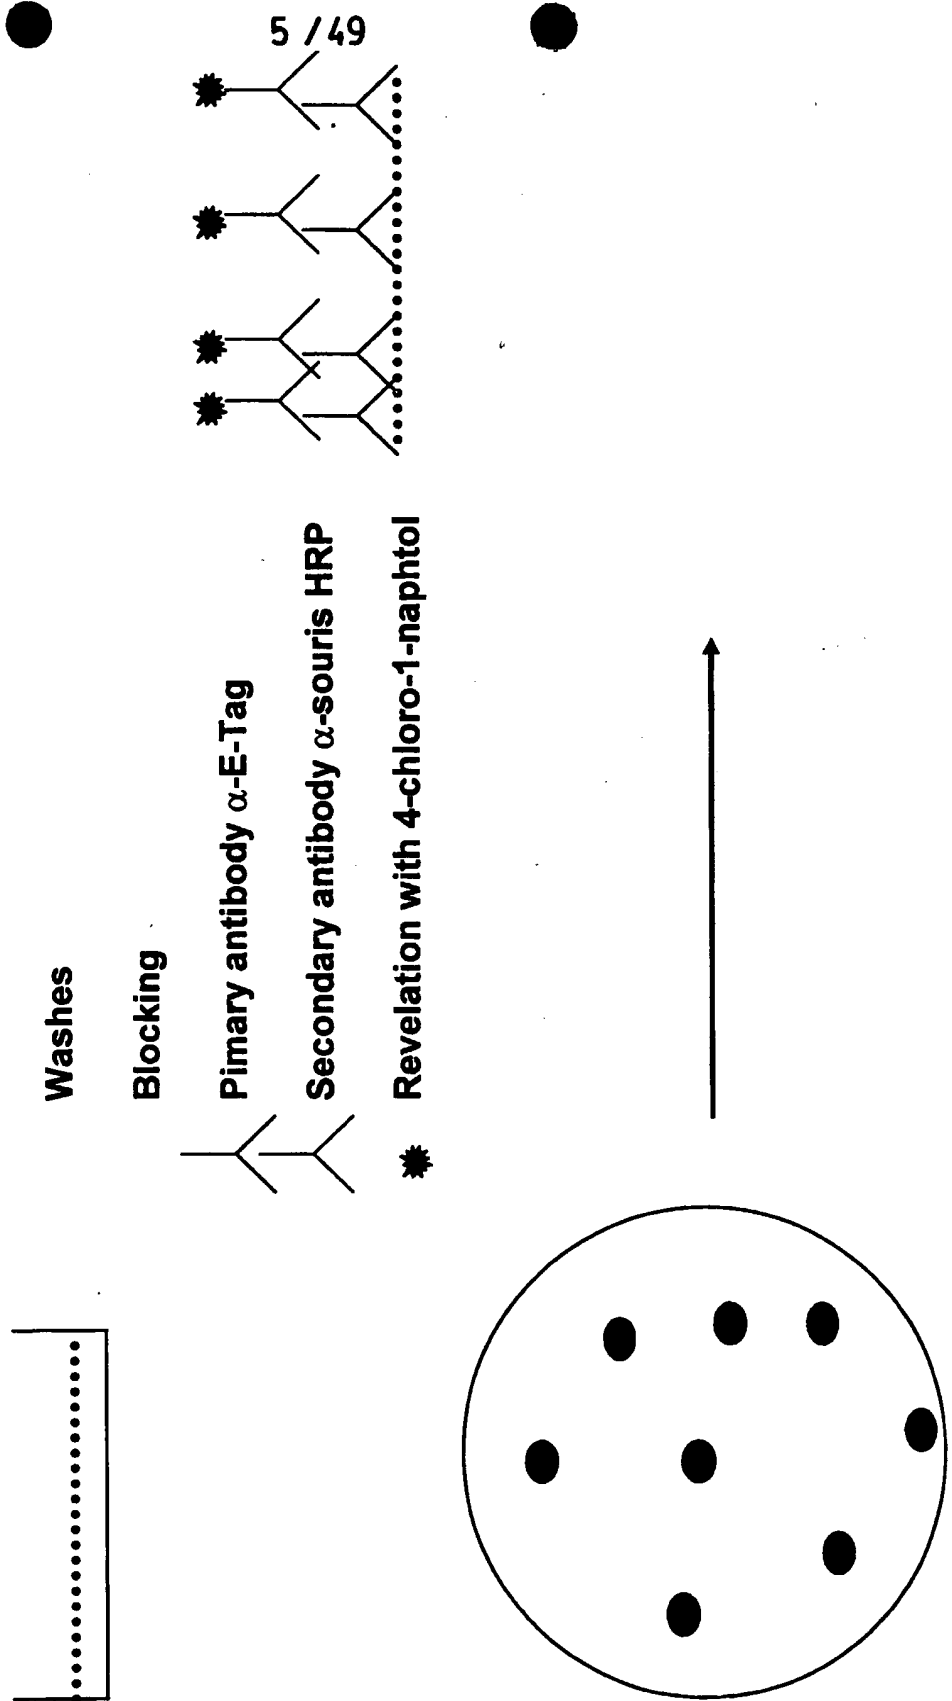 5 /49
Washes
Blocking
Pimary antibody α-E-Tag
Secondary antibody α-souris HRP
Revelation with 4-chloro-1-naphtol